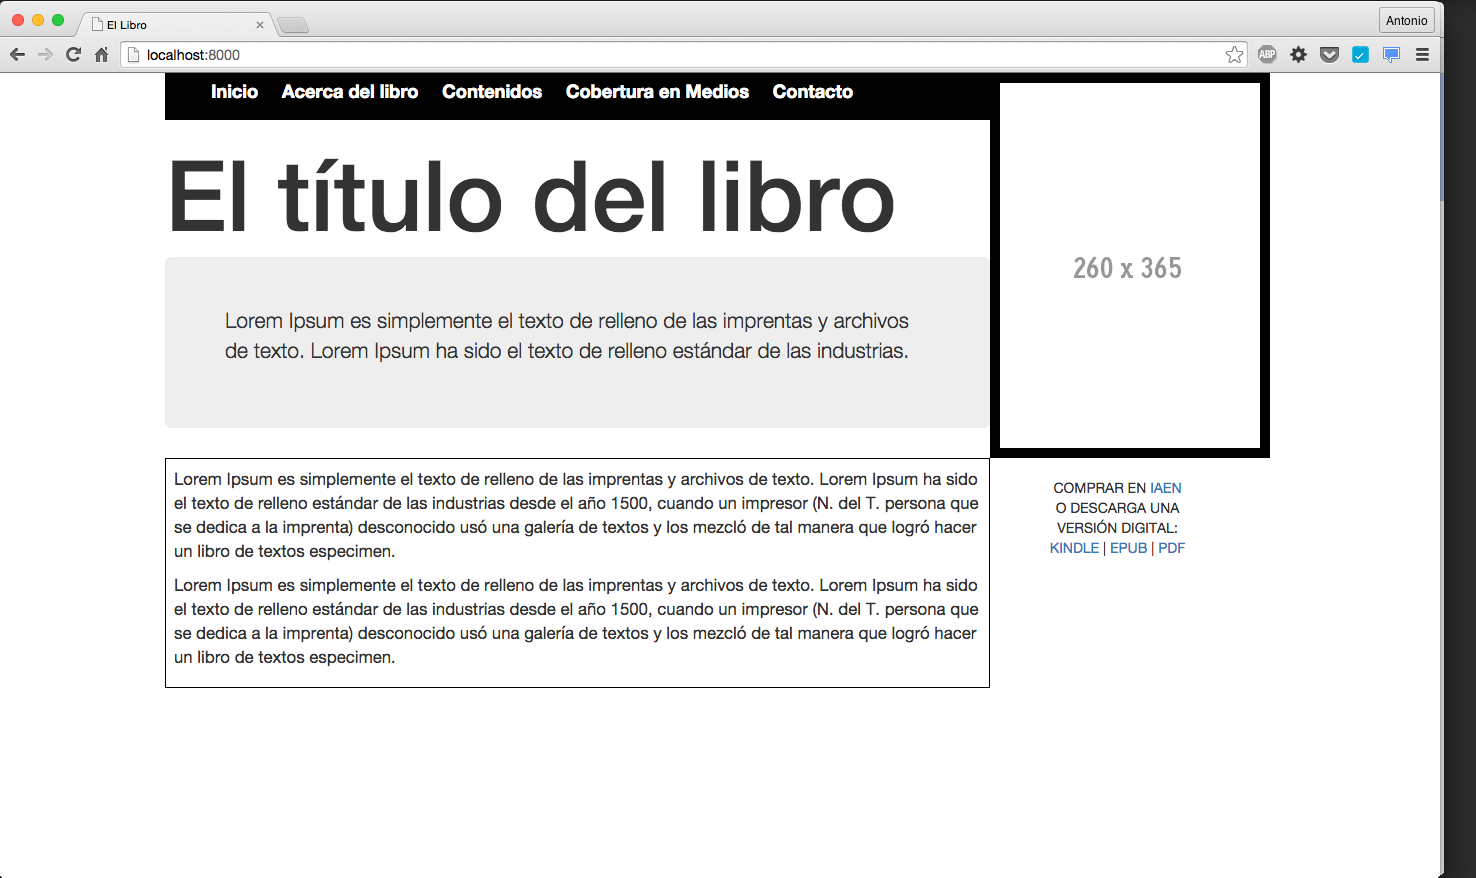 El Libro
Antonio
localhost:8000
ABP
Inicio Acerca del libro Contenidos Cobertura en Medios Contacto
El título del libro
260 x 365
Lorem Ipsum es simplemente el texto de relleno de las imprentas y archivos
de texto. Lorem Ipsum ha sido el texto de relleno estándar de las industrias.
Lorem Ipsum es simplemente el texto de relleno de las imprentas y archivos de texto. Lorem Ipsum ha sido
el texto de relleno estándar de las industrias desde el año 1500, cuando un impresor (N. del T. persona que
se dedica a la imprenta) desconocido usó una galería de textos y los mezcló de tal manera que logró hacer
un libro de textos especimen.
Lorem Ipsum es simplemente el texto de relleno de las imprentas y archivos de texto. Lorem Ipsum ha sido
el texto de relleno estándar de las industrias desde el año 1500, cuando un impresor (N. del T. persona que
se dedica a la imprenta) desconocido usó una galería de textos y los mezcló de tal manera que logró hacer
un libro de textos especimen.
COMPRAR EN IAEN
O DESCARGA UNA
VERSIÓN DIGITAL:
KINDLE | EPUB | PDF